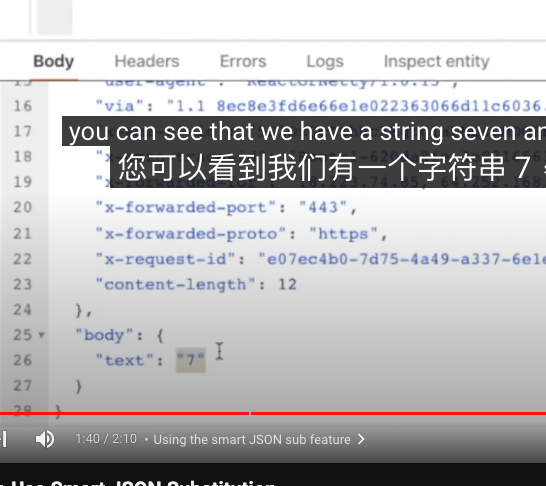 Body Headers Errors Logs Inspect entity
15 "user-agent": "ReactorNetty/1.0.15",
16 "via": "1.1 8ec8e3fd6e66e1e022363066d11c6036
you can see that we have a string seven an
17
您可以看到我们有一个字符串 7
18
19
20 "x-forwarded-port": "443",
21 "x-forwarded-proto": "https",
22 "x-request-id": "e07ec4b0-7d75-4a49-a337-6e1e
23 "content-length": 12
24 },
25 "body": {
26 "text": "7"
27 }
28 }
1:40 / 2:10 • Using the smart JSON sub feature
Use Smart JSON Substitution